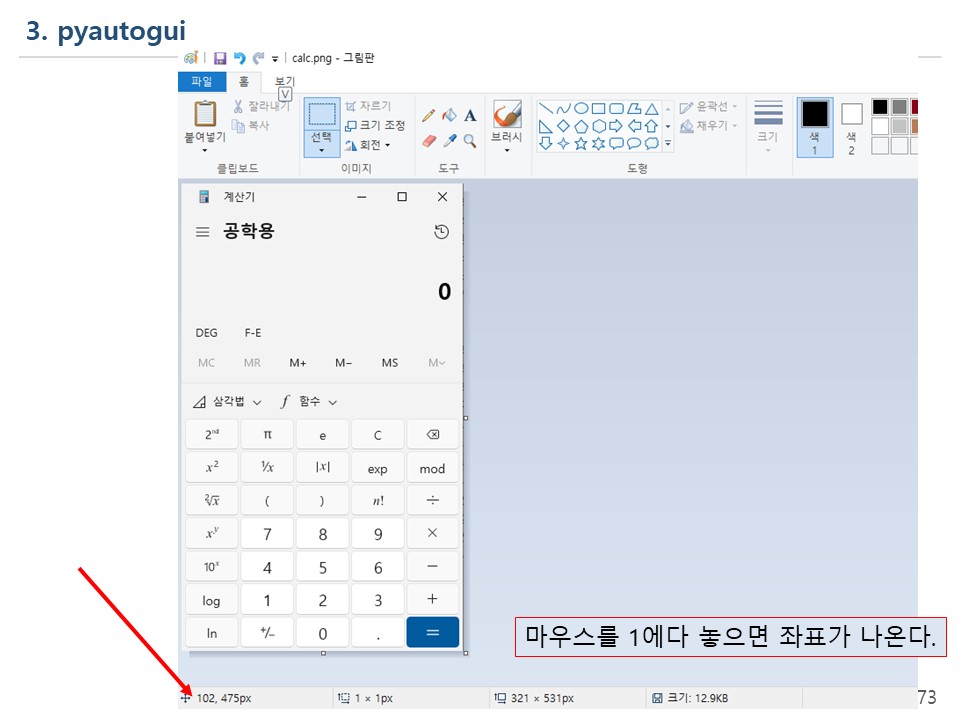 3. pyautogui
calc.png - 그림판
파일 홈 보기
V
붙여넣기
잘라내기
복사
클립보드
선택
자르기
크기 조정
회전
이미지
A
도구
브러시
윤곽선
채우기
도형
크기
색
1
색
2
계산기
공학용
0
DEG F-E
MC MR M+ M− MS M
삼각법 f 함수
2ⁿᵈ π e C
x² ¹/x |x| exp mod
²√x ( ) n! ÷
xʸ 7 8 9 ×
10ˣ 4 5 6 −
log 1 2 3 +
ln +/− 0 . =
마우스를 1에다 놓으면 좌표가 나온다.
102, 475px 1 × 1px 321 × 531px 크기: 12.9KB
73